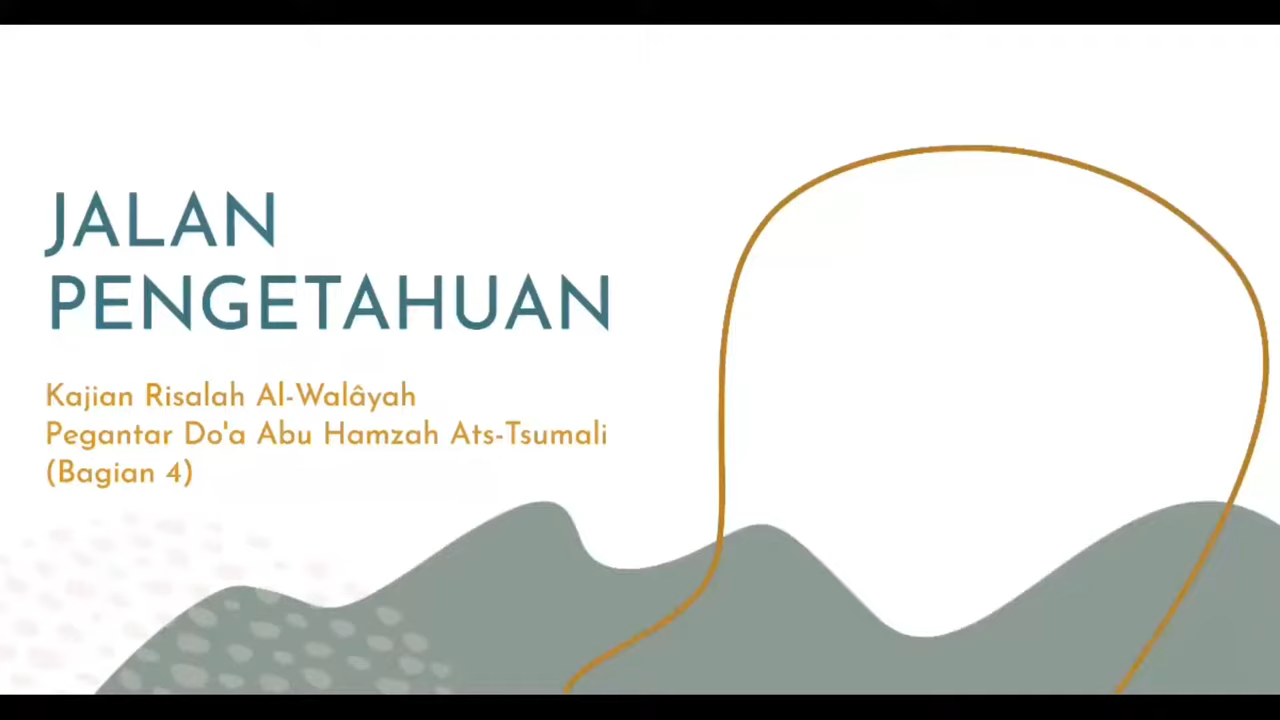 JALAN
PENGETAHUAN
Kajian Risalah Al-Walâyah
Pegantar Do'a Abu Hamzah Ats-Tsumali
(Bagian 4)